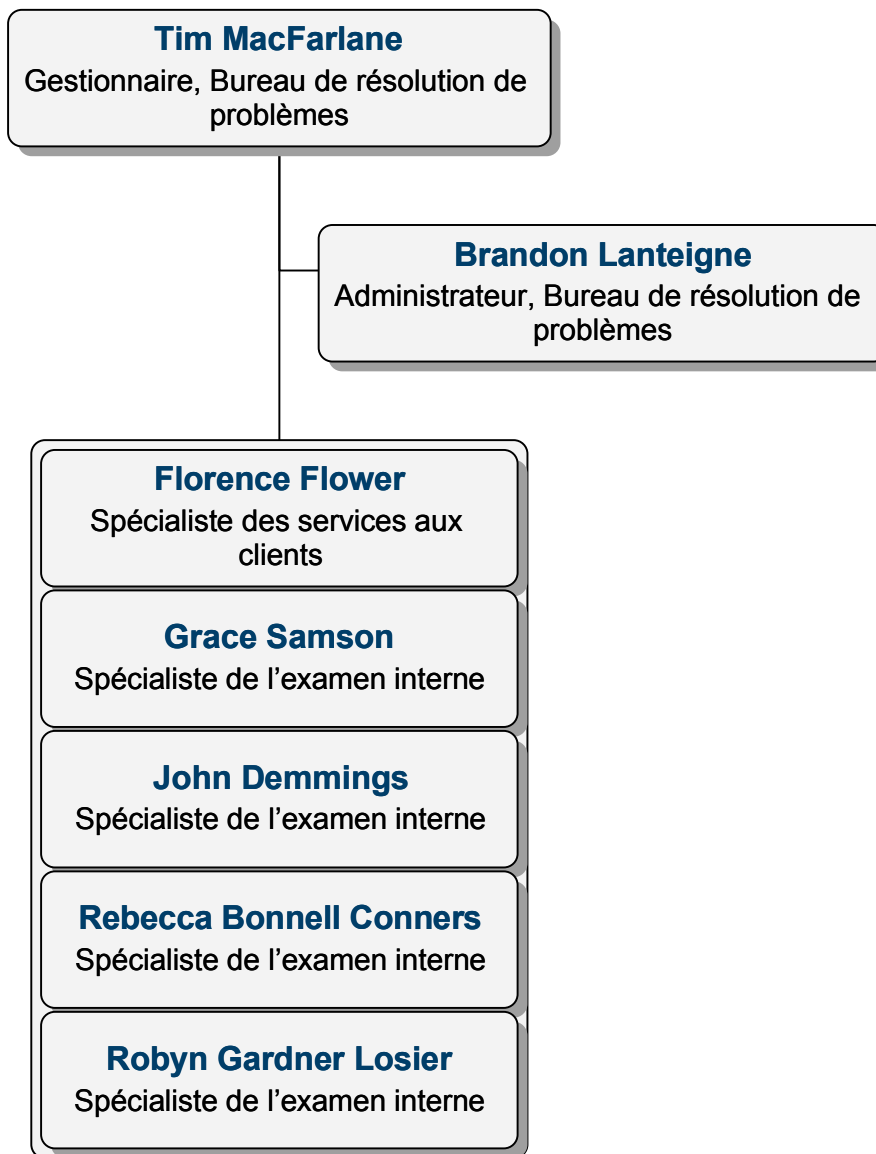 Tim MacFarlane
Gestionnaire, Bureau de résolution de
problèmes
Brandon Lanteigne
Administrateur, Bureau de résolution de
problèmes
Florence Flower
Spécialiste des services aux
clients
Grace Samson
Spécialiste de l’examen interne
John Demmings
Spécialiste de l’examen interne
Rebecca Bonnell Conners
Spécialiste de l’examen interne
Robyn Gardner Losier
Spécialiste de l’examen interne